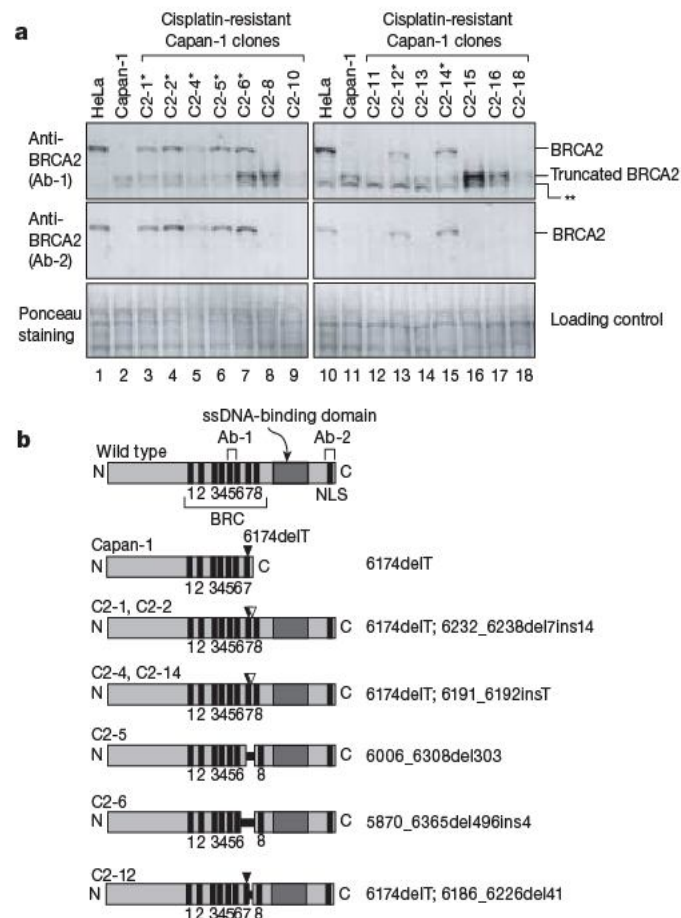 a
Cisplatin-resistant
Capan-1 clones
Cisplatin-resistant
Capan-1 clones
HeLa
Capan-1
C2-1*
C2-2*
C2-4*
C2-5*
C2-6*
C2-8
C2-10
HeLa
Capan-1
C2-11
C2-12*
C2-13
C2-14*
C2-15
C2-16
C2-18
Anti-
BRCA2
(Ab-1)
BRCA2
Truncated BRCA2
**
Anti-
BRCA2
(Ab-2)
BRCA2
Ponceau
staining
Loading control
1 2 3 4 5 6 7 8 9 10 11 12 13 14 15 16 17 18
b
ssDNA-binding domain
Ab-1 Ab-2
Wild type
N C
12 345678 NLS
BRC
6174delT
Capan-1
N C 6174delT
12 34567
C2-1, C2-2
N C 6174delT; 6232_6238del7ins14
12 345678
C2-4, C2-14
N C 6174delT; 6191_6192insT
12 345678
C2-5
N C 6006_6308del303
12 3456 8
C2-6
N C 5870_6365del496ins4
12 3456 8
C2-12
N C 6174delT; 6186_6226del41
12 345678